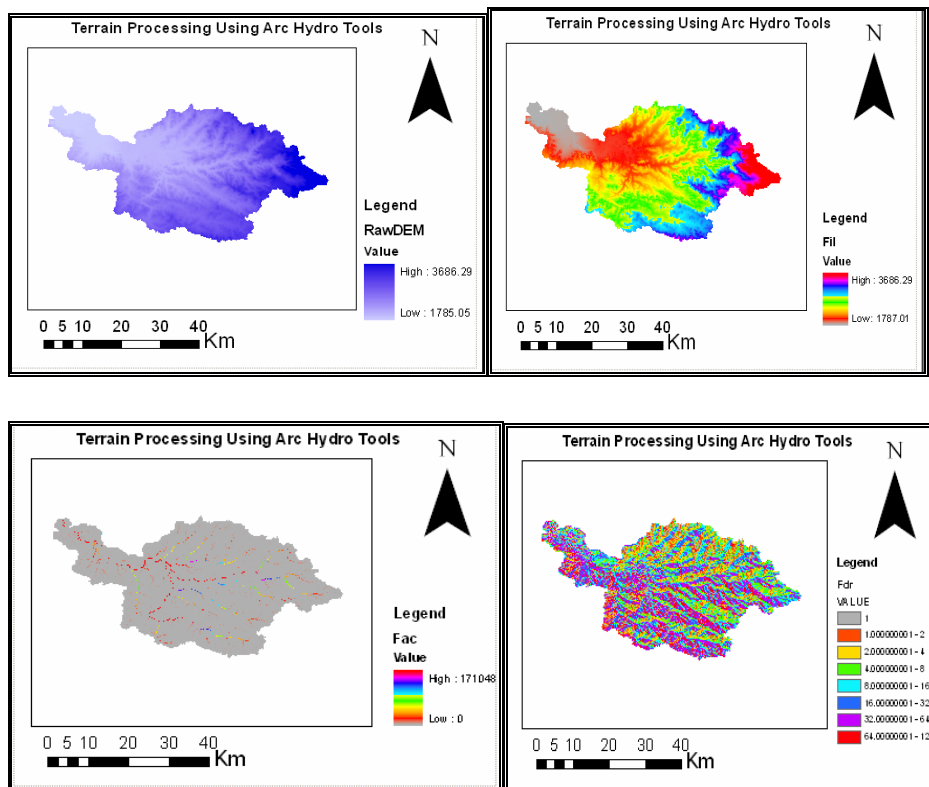 Terrain Processing Using Arc Hydro Tools
N
Legend
RawDEM
Value
High : 3686.29
Low : 1785.05
0 5 10 20 30 40
Km
Terrain Processing Using Arc Hydro Tools
N
Legend
Fil
Value
High : 3686.29
Low: 1787.01
0 5 10 20 30 40
Km
Terrain Processing Using Arc Hydro Tools
N
Legend
Fac
Value
High : 171048
Low : 0
0 5 10 20 30 40
Km
Terrain Processing Using Arc Hydro Tools
N
Legend
Fdr
VALUE
1
1.00000001 - 2
2.00000001 - 4
4.00000001 - 8
8.00000001 - 16
16.00000001 - 32
32.00000001 - 64
64.00000001 - 12
0 5 10 20 30 40
Km